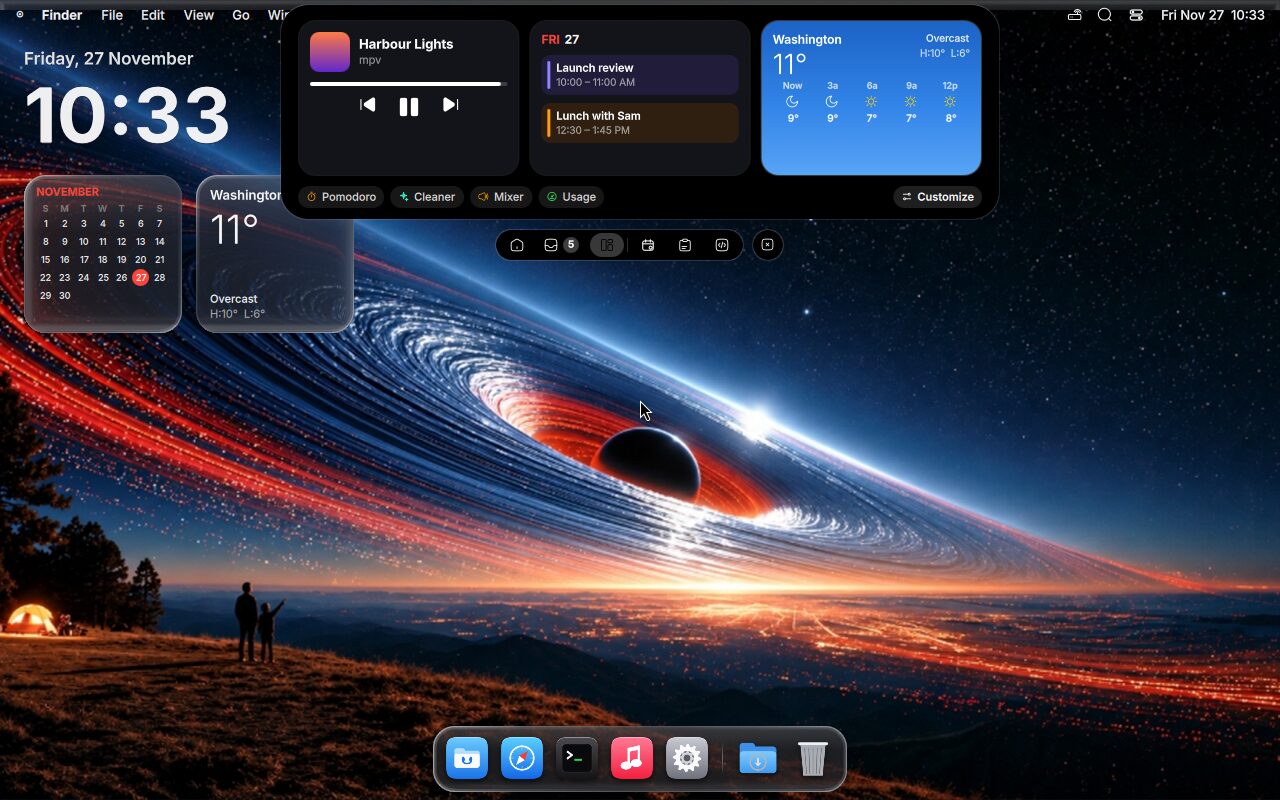 Finder File Edit View Go
Fri Nov 27 10:33
Friday, 27 November
10:33
Harbour Lights
mpv
FRI 27
Launch review
10:00 – 11:00 AM
Lunch with Sam
12:30 – 1:45 PM
Washington
11°
Overcast
H:10° L:6°
Now 3a 6a 9a 12p
9° 9° 7° 7° 8°
Pomodoro Cleaner Mixer Usage Customize
5
NOVEMBER
S M T W T F S
1 2 3 4 5 6 7
8 9 10 11 12 13 14
15 16 17 18 19 20 21
22 23 24 25 26 27 28
29 30
11°
Overcast
H:10° L:6°